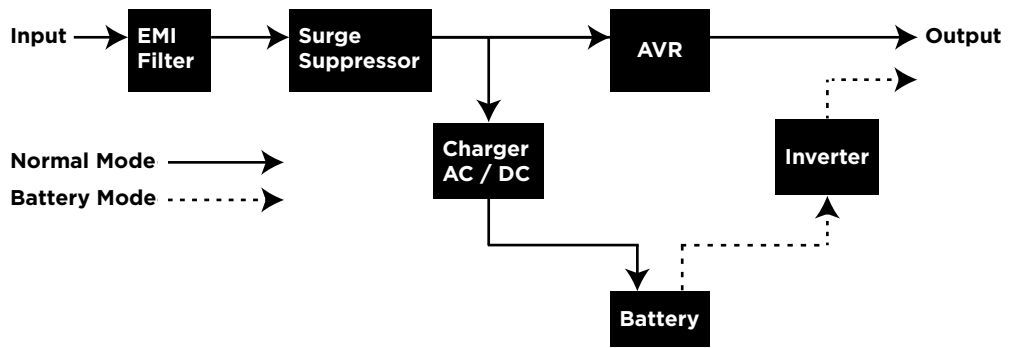 Input
EMI
Filter
Surge
Suppressor
AVR
Output
Charger
AC / DC
Inverter
Normal Mode
Battery Mode
Battery